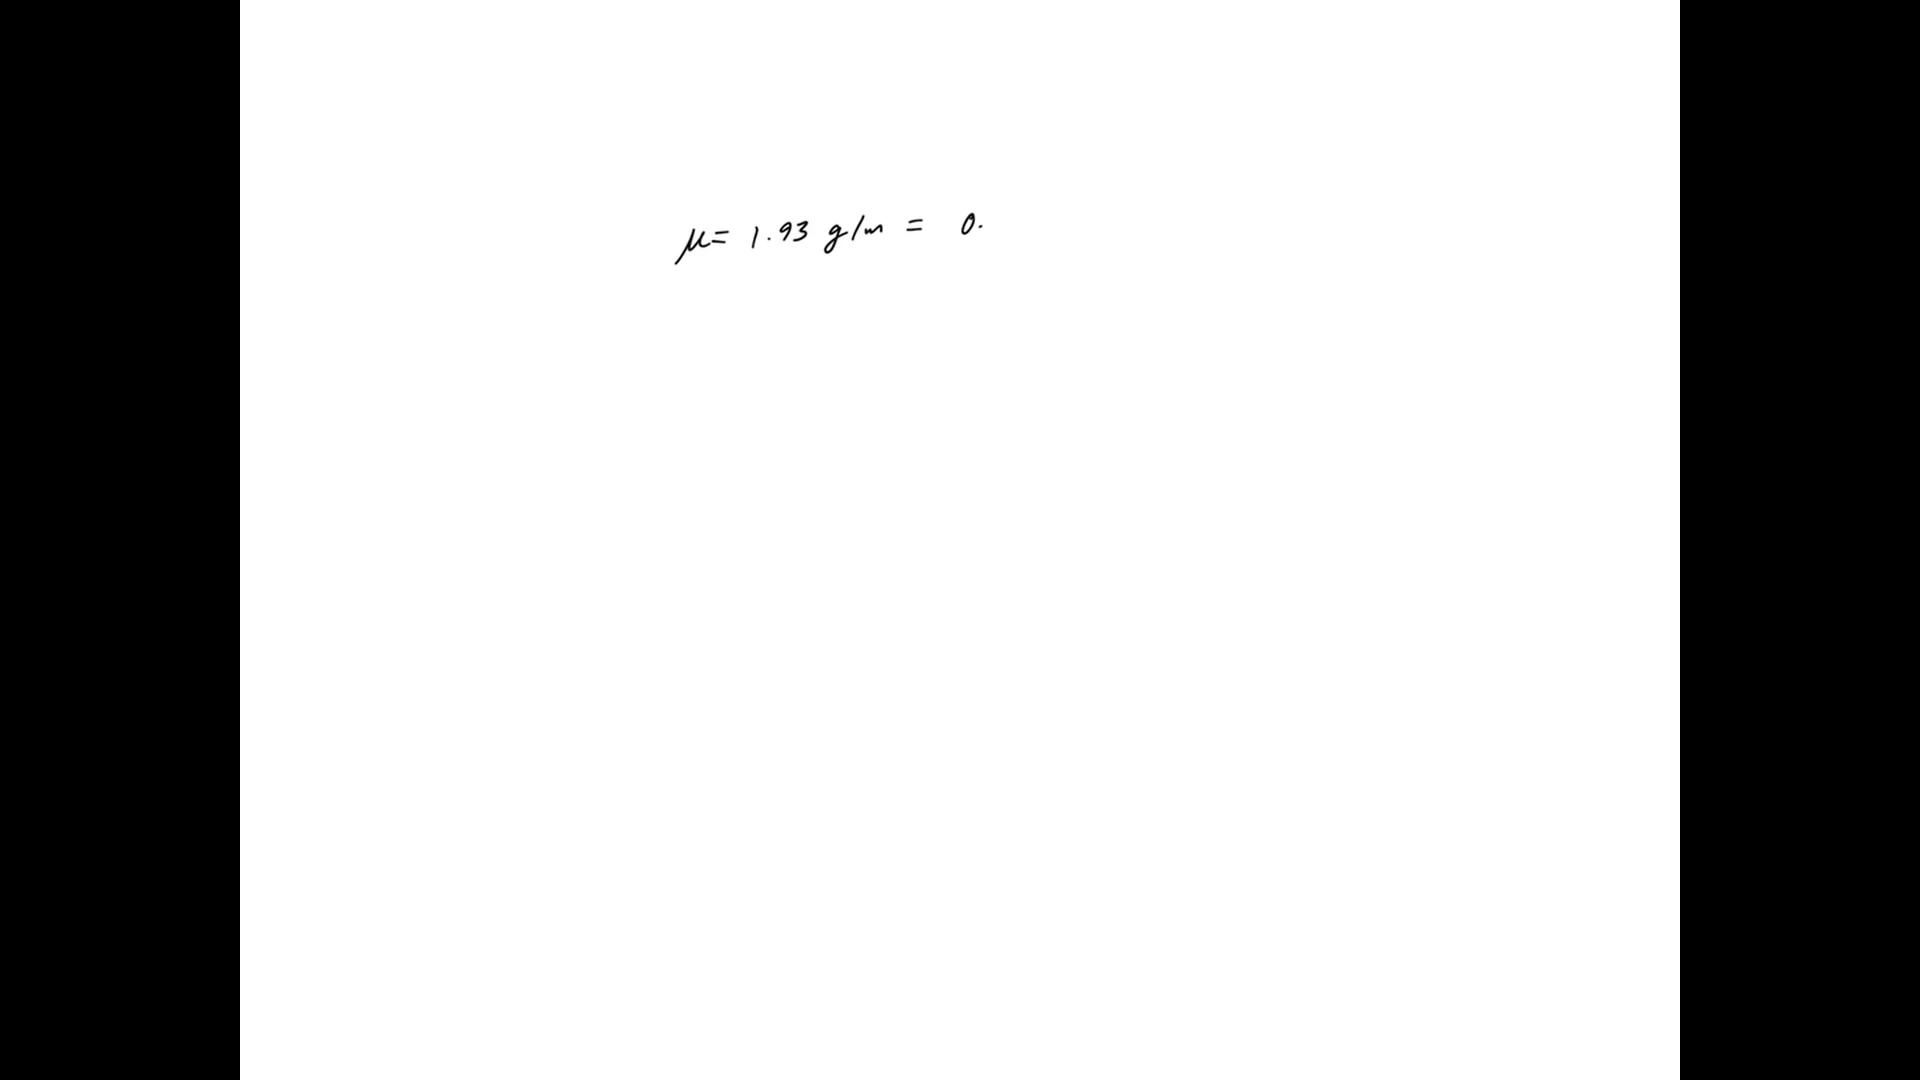 μ= 1.93 g/m = 0.